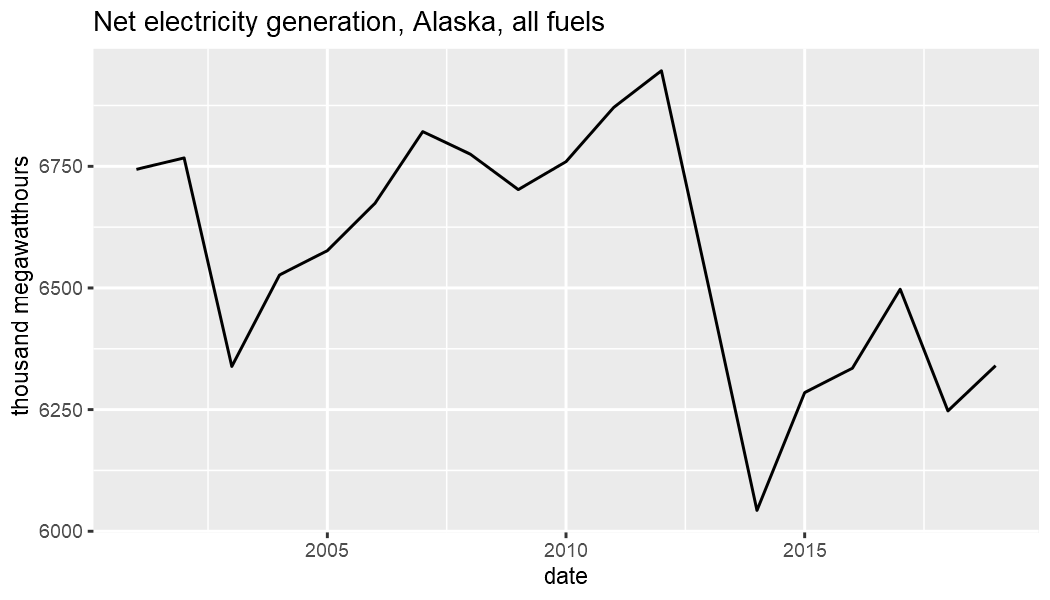 Net electricity generation, Alaska, all fuels
thousand megawatthours
6750
6500
6250
6000
2005 2010 2015
date